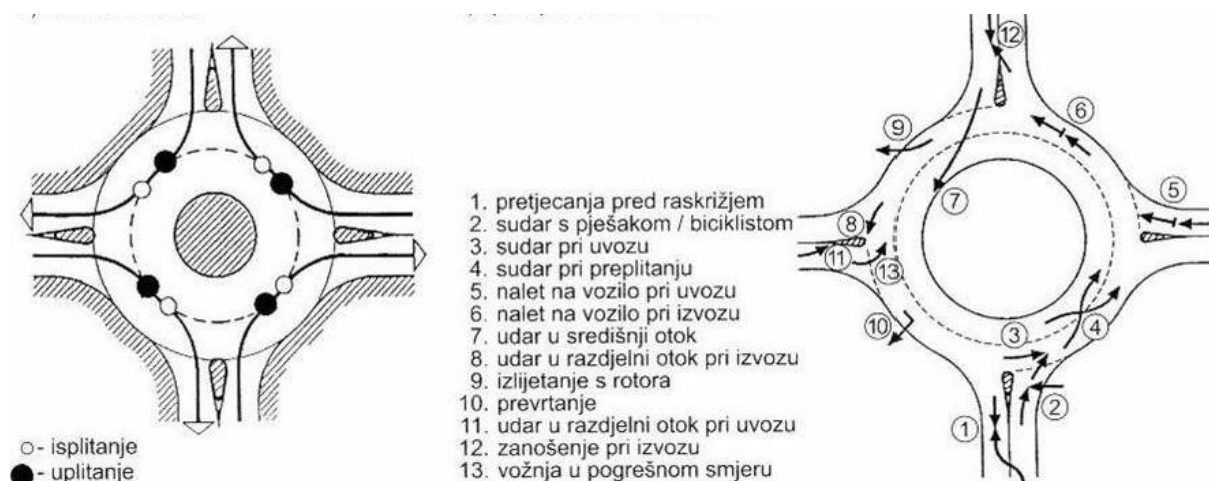 ○ - isplitanje
● - uplitanje
1. pretjecanja pred raskrižjem
2. sudar s pješakom / biciklistom
3. sudar pri uvozu
4. sudar pri preplitanju
5. nalet na vozilo pri uvozu
6. nalet na vozilo pri izvozu
7. udar u središnji otok
8. udar u razdjelni otok pri izvozu
9. izlijetanje s rotora
10. prevrtanje
11. udar u razdjelni otok pri uvozu
12. zanošenje pri izvozu
13. vožnja u pogrešnom smjeru
12
9
6
7
5
8
11
13
10
3
4
2
1